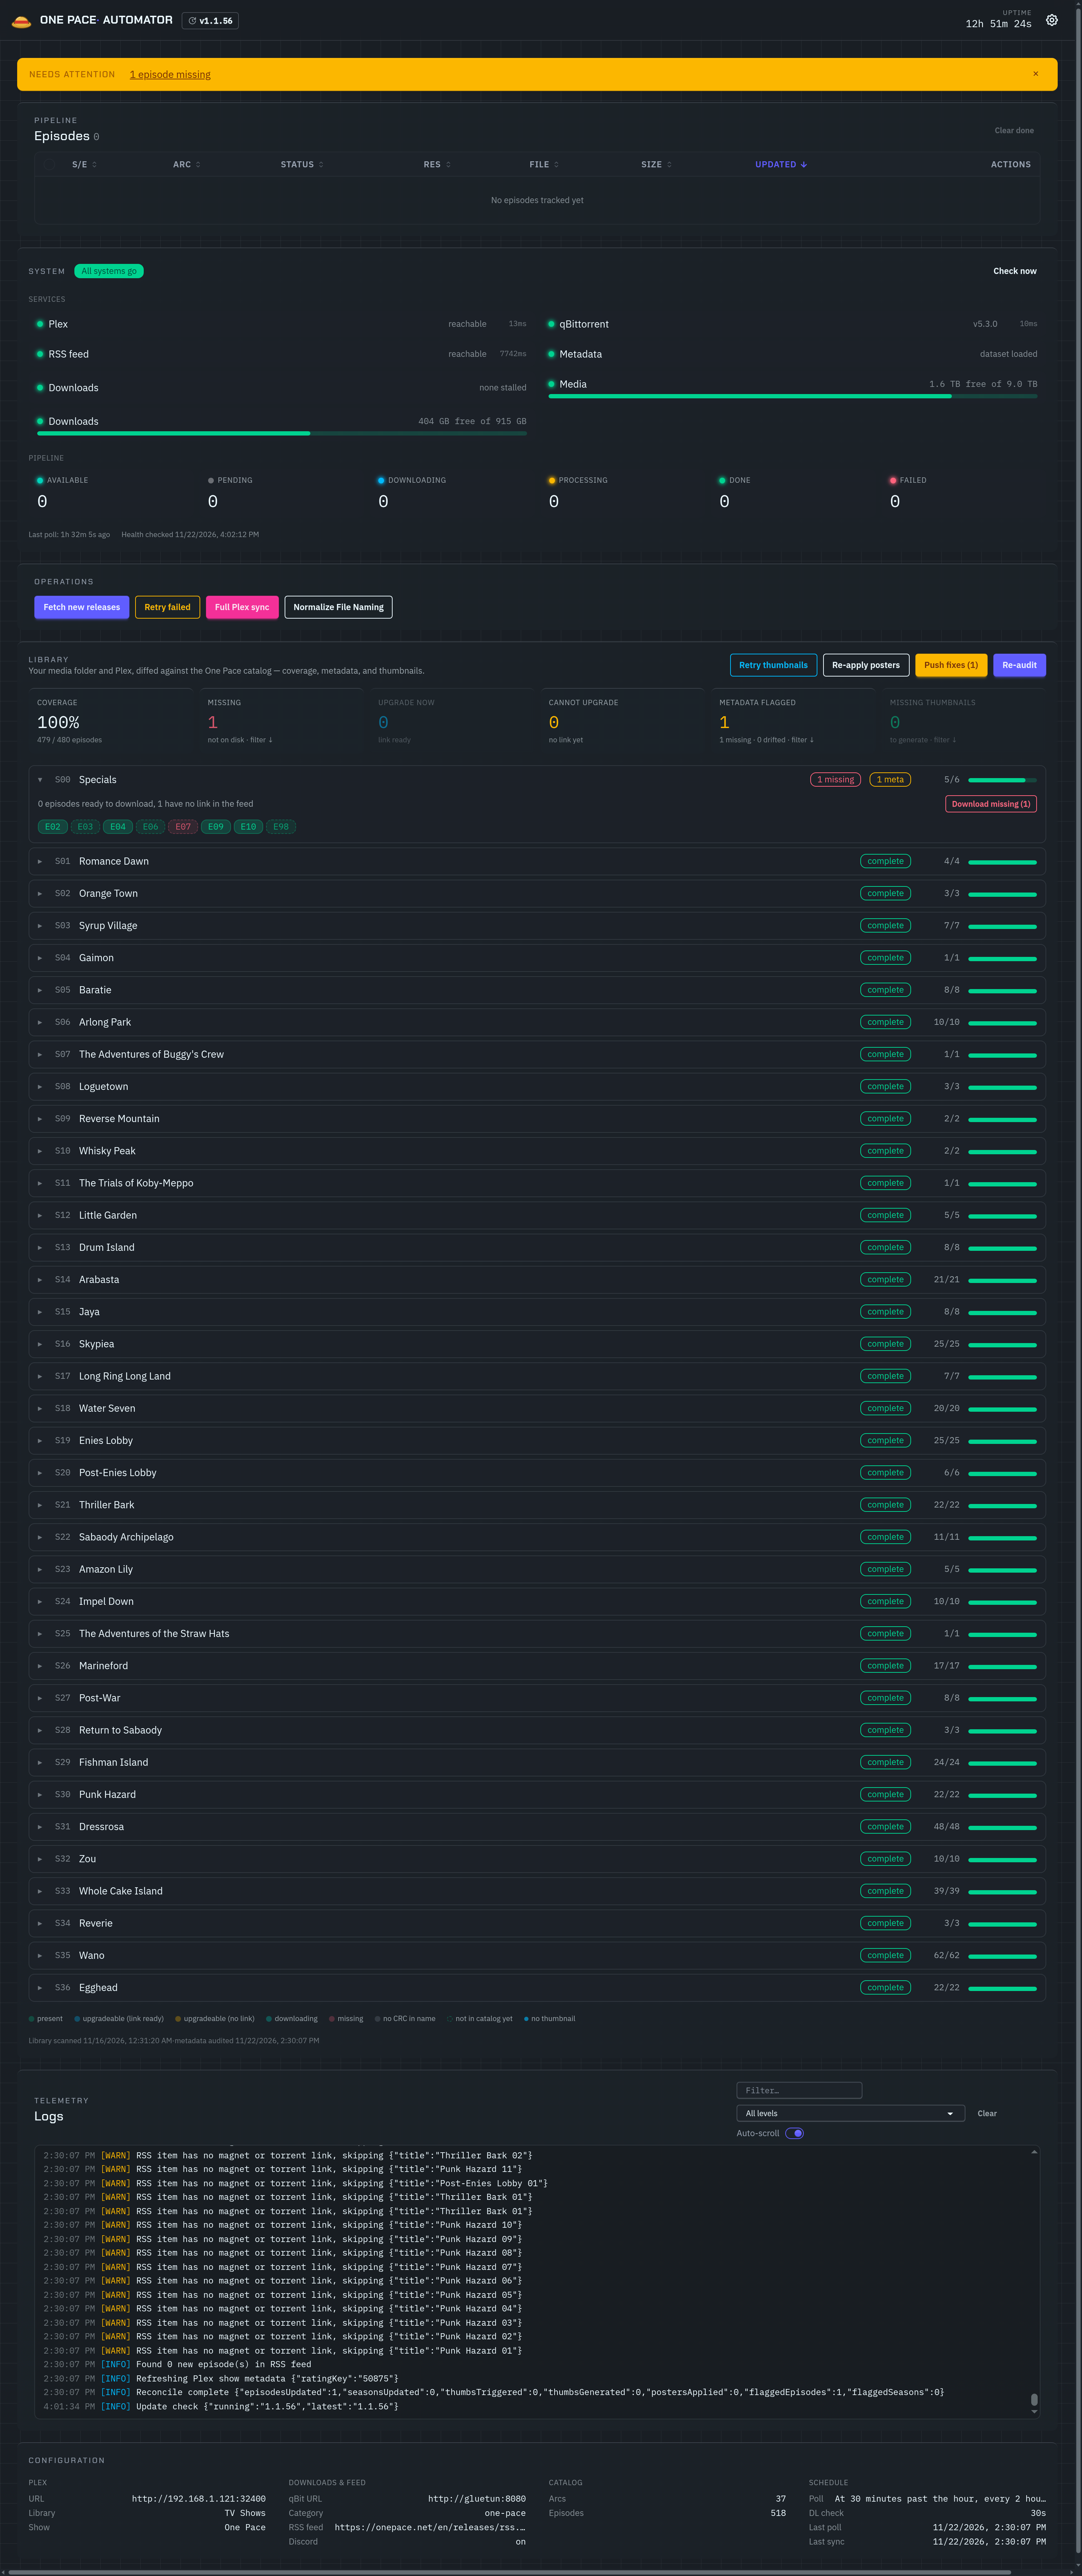 ONE PACE AUTOMATOR v1.1.56
UPTIME
12h 51m 24s
NEEDS ATTENTION 1 episode missing ×
PIPELINE
Episodes 0
Clear done
S/E ARC STATUS RES FILE SIZE UPDATED ↓ ACTIONS
No episodes tracked yet
SYSTEM All systems go Check now
SERVICES
Plex reachable 13ms
qBittorrent v5.3.0 10ms
RSS feed reachable 7742ms
Metadata dataset loaded
Downloads none stalled
Media 1.6 TB free of 9.0 TB
Downloads 404 GB free of 915 GB
PIPELINE
AVAILABLE PENDING DOWNLOADING PROCESSING DONE FAILED
0 0 0 0 0 0
Last poll: 1h 32m 5s ago Health checked 11/22/2026, 4:02:12 PM
OPERATIONS
Fetch new releases Retry failed Full Plex sync Normalize File Naming
LIBRARY
Your media folder and Plex, diffed against the One Pace catalog — coverage, metadata, and thumbnails.
Retry thumbnails Re-apply posters Push fixes (1) Re-audit
COVERAGE MISSING UPGRADE NOW CANNOT UPGRADE METADATA FLAGGED MISSING THUMBNAILS
100% 1 0 0 1 0
479 / 480 episodes not on disk · filter ↓ link ready no link yet 1 missing · 0 drifted · filter ↓ to generate · filter ↓
▾ S00 Specials 1 missing 1 meta 5/6
0 episodes ready to download, 1 have no link in the feed Download missing (1)
E02 E03 E04 E06 E07 E09 E10 E98
▸ S01 Romance Dawn complete 4/4
▸ S02 Orange Town complete 3/3
▸ S03 Syrup Village complete 7/7
▸ S04 Gaimon complete 1/1
▸ S05 Baratie complete 8/8
▸ S06 Arlong Park complete 10/10
▸ S07 The Adventures of Buggy's Crew complete 1/1
▸ S08 Loguetown complete 3/3
▸ S09 Reverse Mountain complete 2/2
▸ S10 Whisky Peak complete 2/2
▸ S11 The Trials of Koby-Meppo complete 1/1
▸ S12 Little Garden complete 5/5
▸ S13 Drum Island complete 8/8
▸ S14 Arabasta complete 21/21
▸ S15 Jaya complete 8/8
▸ S16 Skypiea complete 25/25
▸ S17 Long Ring Long Land complete 7/7
▸ S18 Water Seven complete 20/20
▸ S19 Enies Lobby complete 25/25
▸ S20 Post-Enies Lobby complete 6/6
▸ S21 Thriller Bark complete 22/22
▸ S22 Sabaody Archipelago complete 11/11
▸ S23 Amazon Lily complete 5/5
▸ S24 Impel Down complete 10/10
▸ S25 The Adventures of the Straw Hats complete 1/1
▸ S26 Marineford complete 17/17
▸ S27 Post-War complete 8/8
▸ S28 Return to Sabaody complete 3/3
▸ S29 Fishman Island complete 24/24
▸ S30 Punk Hazard complete 22/22
▸ S31 Dressrosa complete 48/48
▸ S32 Zou complete 10/10
▸ S33 Whole Cake Island complete 39/39
▸ S34 Reverie complete 3/3
▸ S35 Wano complete 62/62
▸ S36 Egghead complete 22/22
present upgradeable (link ready) upgradeable (no link) downloading missing no CRC in name not in catalog yet no thumbnail
Library scanned 11/16/2026, 12:31:20 AM·metadata audited 11/22/2026, 2:30:07 PM
TELEMETRY
Logs
Filter…
All levels Clear
Auto-scroll
2:30:07 PM [WARN] RSS item has no magnet or torrent link, skipping {"title":"Thriller Bark 02"}
2:30:07 PM [WARN] RSS item has no magnet or torrent link, skipping {"title":"Punk Hazard 11"}
2:30:07 PM [WARN] RSS item has no magnet or torrent link, skipping {"title":"Post-Enies Lobby 01"}
2:30:07 PM [WARN] RSS item has no magnet or torrent link, skipping {"title":"Thriller Bark 01"}
2:30:07 PM [WARN] RSS item has no magnet or torrent link, skipping {"title":"Thriller Bark 01"}
2:30:07 PM [WARN] RSS item has no magnet or torrent link, skipping {"title":"Punk Hazard 10"}
2:30:07 PM [WARN] RSS item has no magnet or torrent link, skipping {"title":"Punk Hazard 09"}
2:30:07 PM [WARN] RSS item has no magnet or torrent link, skipping {"title":"Punk Hazard 08"}
2:30:07 PM [WARN] RSS item has no magnet or torrent link, skipping {"title":"Punk Hazard 07"}
2:30:07 PM [WARN] RSS item has no magnet or torrent link, skipping {"title":"Punk Hazard 06"}
2:30:07 PM [WARN] RSS item has no magnet or torrent link, skipping {"title":"Punk Hazard 05"}
2:30:07 PM [WARN] RSS item has no magnet or torrent link, skipping {"title":"Punk Hazard 04"}
2:30:07 PM [WARN] RSS item has no magnet or torrent link, skipping {"title":"Punk Hazard 03"}
2:30:07 PM [WARN] RSS item has no magnet or torrent link, skipping {"title":"Punk Hazard 02"}
2:30:07 PM [WARN] RSS item has no magnet or torrent link, skipping {"title":"Punk Hazard 01"}
2:30:07 PM [INFO] Found 0 new episode(s) in RSS feed
2:30:07 PM [INFO] Refreshing Plex show metadata {"ratingKey":"50875"}
2:30:07 PM [INFO] Reconcile complete {"episodesUpdated":1,"seasonsUpdated":0,"thumbsTriggered":0,"thumbsGenerated":0,"postersApplied":0,"flaggedEpisodes":1,"flaggedSeasons":0}
4:01:34 PM [INFO] Update check {"running":"1.1.56","latest":"1.1.56"}
CONFIGURATION
PLEX
URL http://192.168.1.121:32400
Library TV Shows
Show One Pace
DOWNLOADS & FEED
qBit URL http://gluetun:8080
Category one-pace
RSS feed https://onepace.net/en/releases/rss.…
Discord on
CATALOG
Arcs 37
Episodes 518
SCHEDULE
Poll At 30 minutes past the hour, every 2 hou…
DL check 30s
Last poll 11/22/2026, 2:30:07 PM
Last sync 11/22/2026, 2:30:07 PM